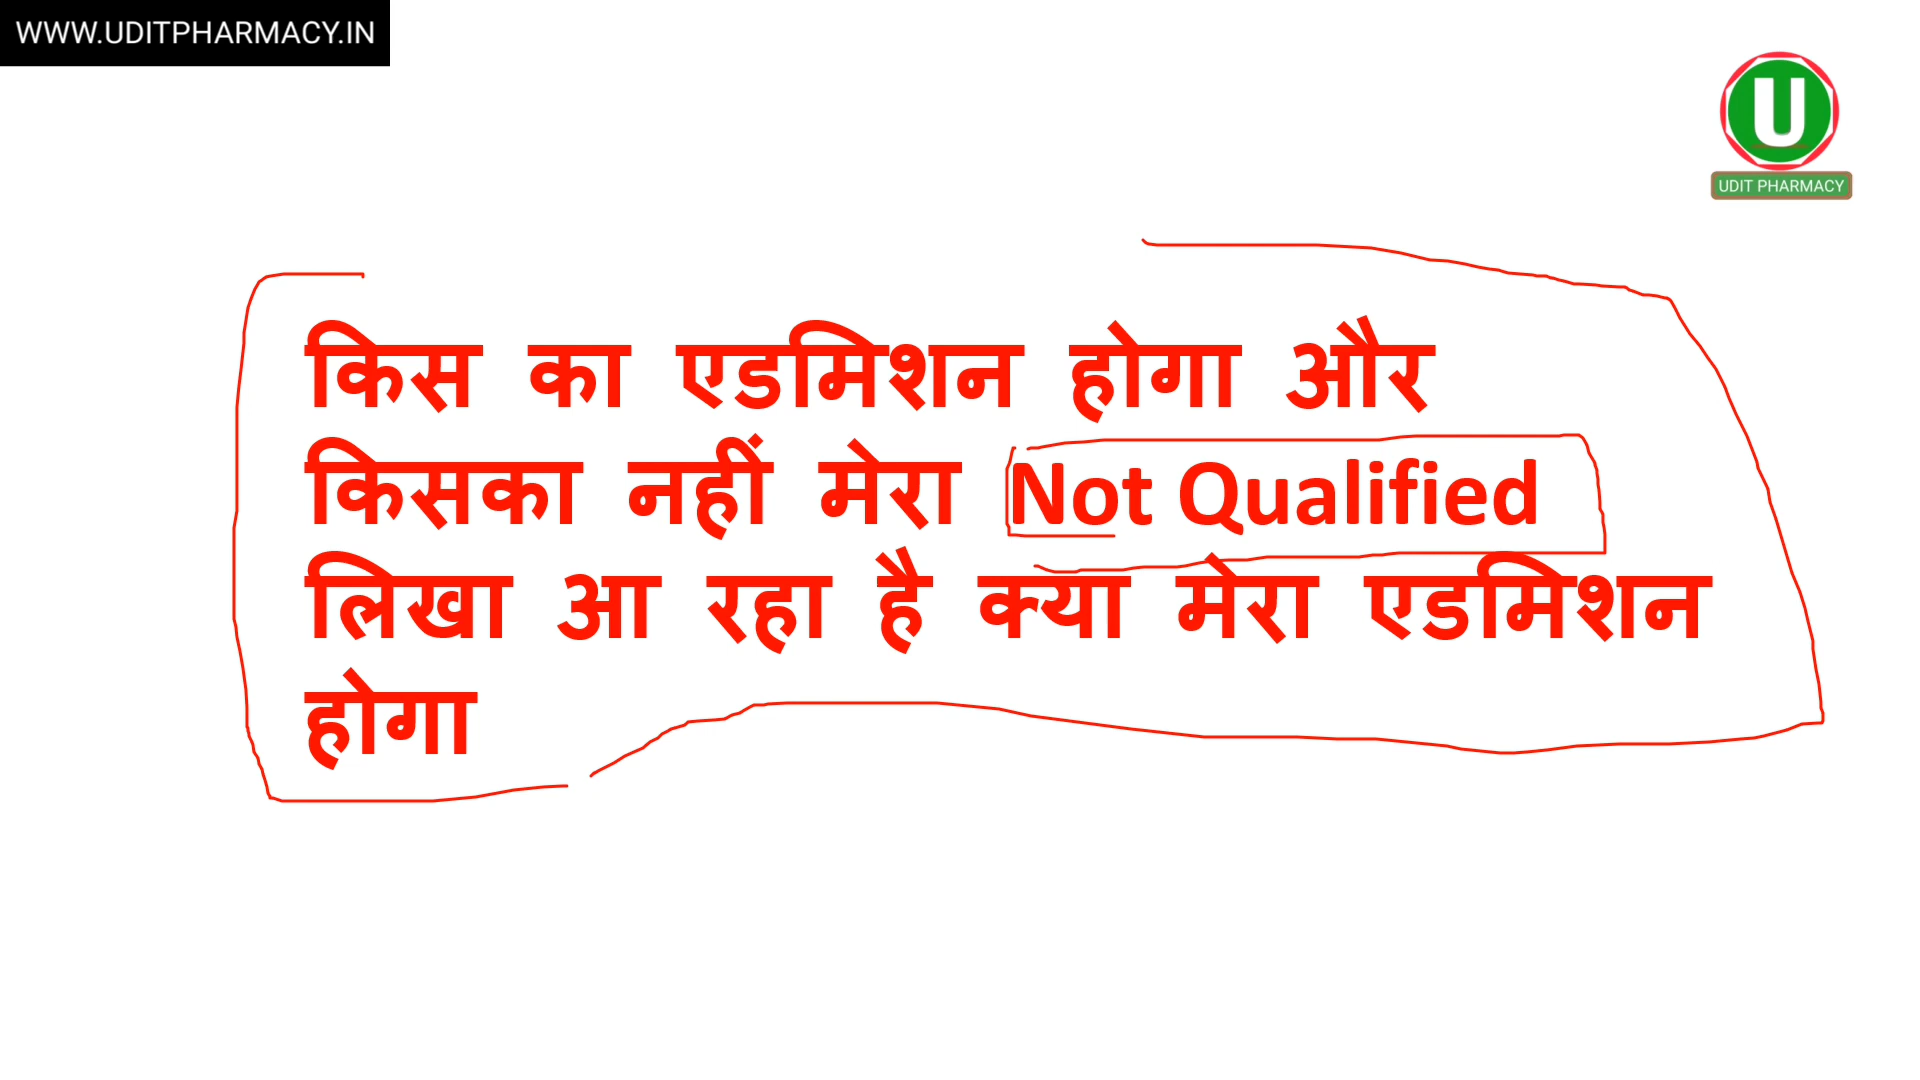 WWW.UDITPHARMACY.IN
U
UDIT PHARMACY
किस का एडमिशन होगा और
किसका नहीं मेरा Not Qualified
लिखा आ रहा है क्या मेरा एडमिशन
होगा